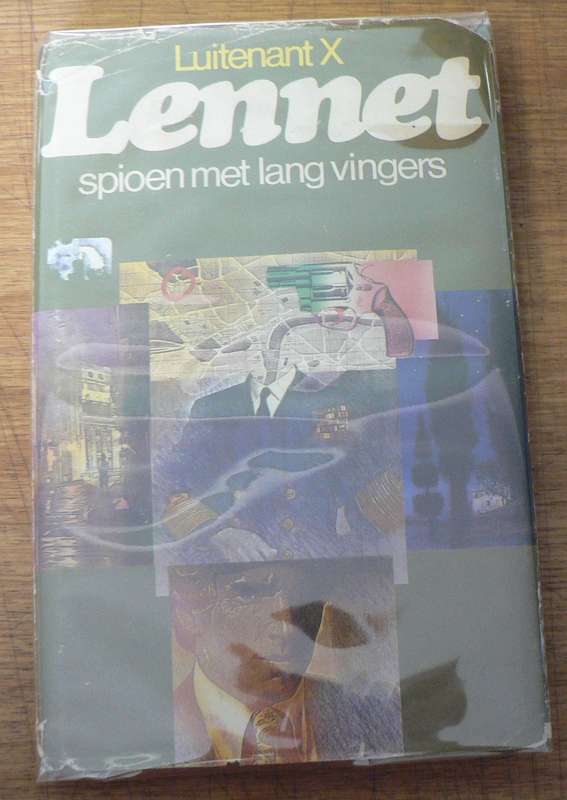 Luitenant X
Lennet
spioen met lang vingers